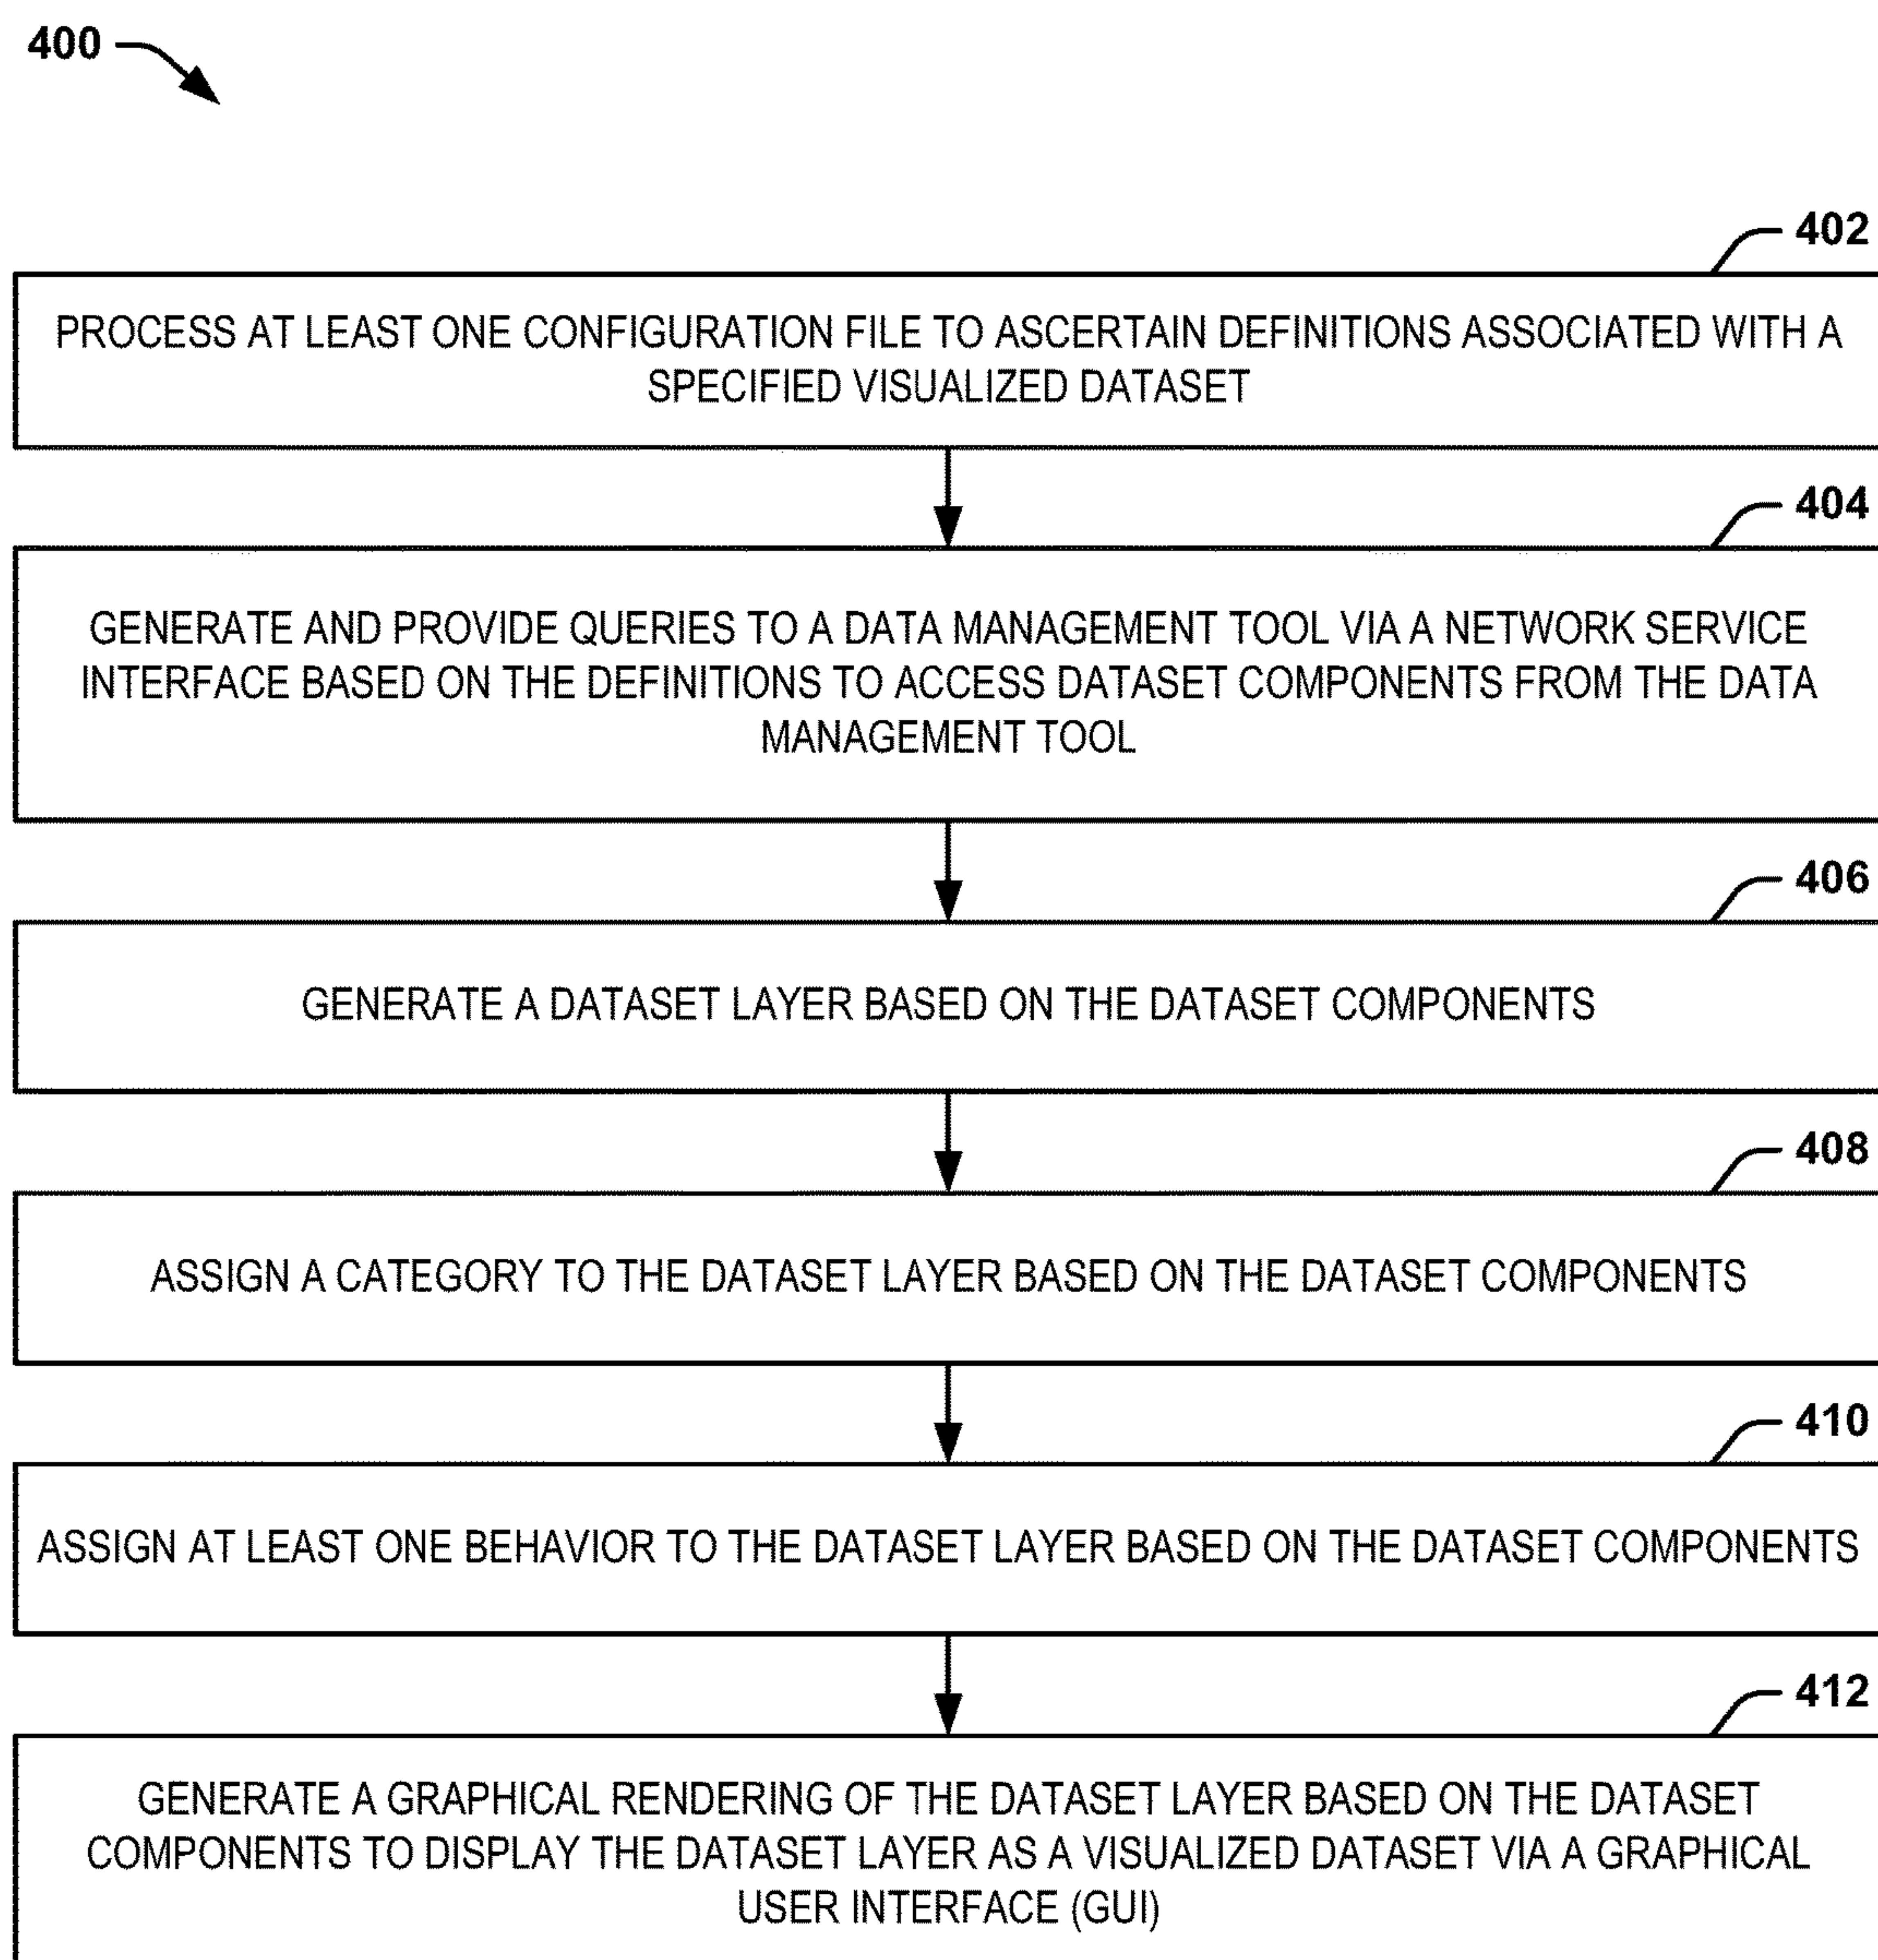 400
402
PROCESS AT LEAST ONE CONFIGURATION FILE TO ASCERTAIN DEFINITIONS ASSOCIATED WITH A
SPECIFIED VISUALIZED DATASET
404
GENERATE AND PROVIDE QUERIES TO A DATA MANAGEMENT TOOL VIA A NETWORK SERVICE
INTERFACE BASED ON THE DEFINITIONS TO ACCESS DATASET COMPONENTS FROM THE DATA
MANAGEMENT TOOL
406
GENERATE A DATASET LAYER BASED ON THE DATASET COMPONENTS
408
ASSIGN A CATEGORY TO THE DATASET LAYER BASED ON THE DATASET COMPONENTS
410
ASSIGN AT LEAST ONE BEHAVIOR TO THE DATASET LAYER BASED ON THE DATASET COMPONENTS
412
GENERATE A GRAPHICAL RENDERING OF THE DATASET LAYER BASED ON THE DATASET
COMPONENTS TO DISPLAY THE DATASET LAYER AS A VISUALIZED DATASET VIA A GRAPHICAL
USER INTERFACE (GUI)